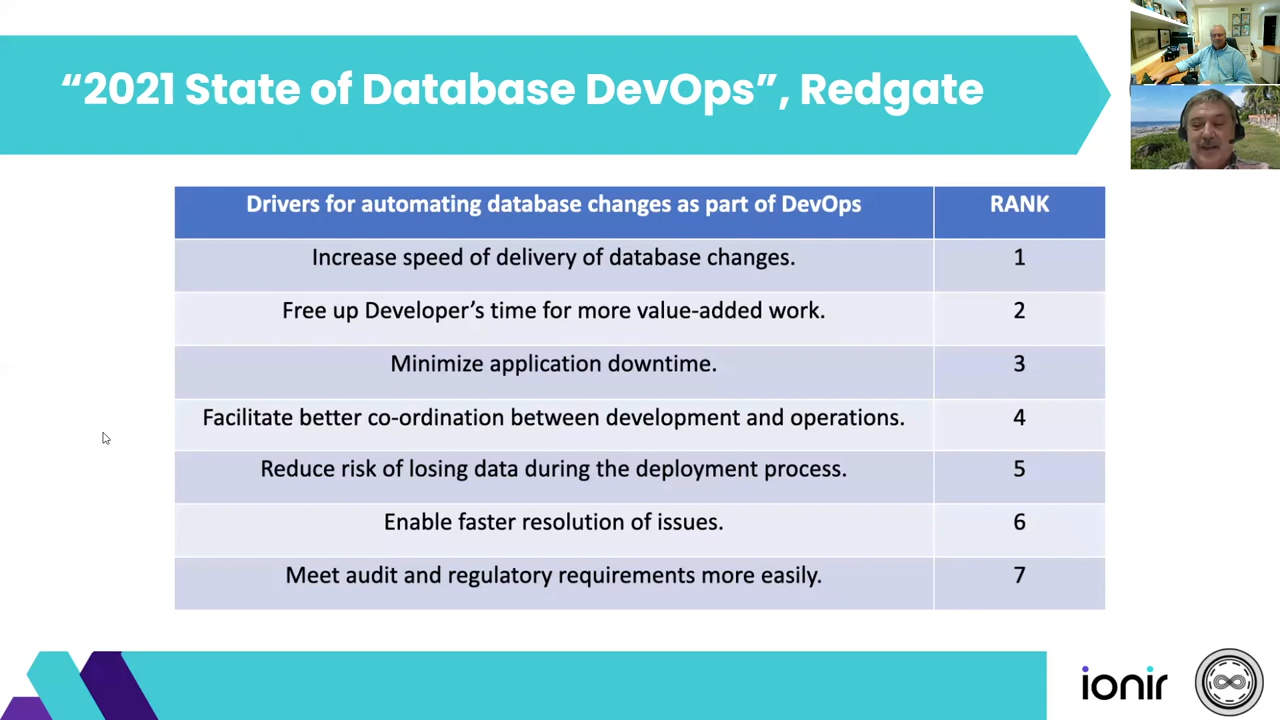 “2021 State of Database DevOps”, Redgate
Drivers for automating database changes as part of DevOps RANK
Increase speed of delivery of database changes. 1
Free up Developer’s time for more value-added work. 2
Minimize application downtime. 3
Facilitate better co-ordination between development and operations. 4
Reduce risk of losing data during the deployment process. 5
Enable faster resolution of issues. 6
Meet audit and regulatory requirements more easily. 7
ionir